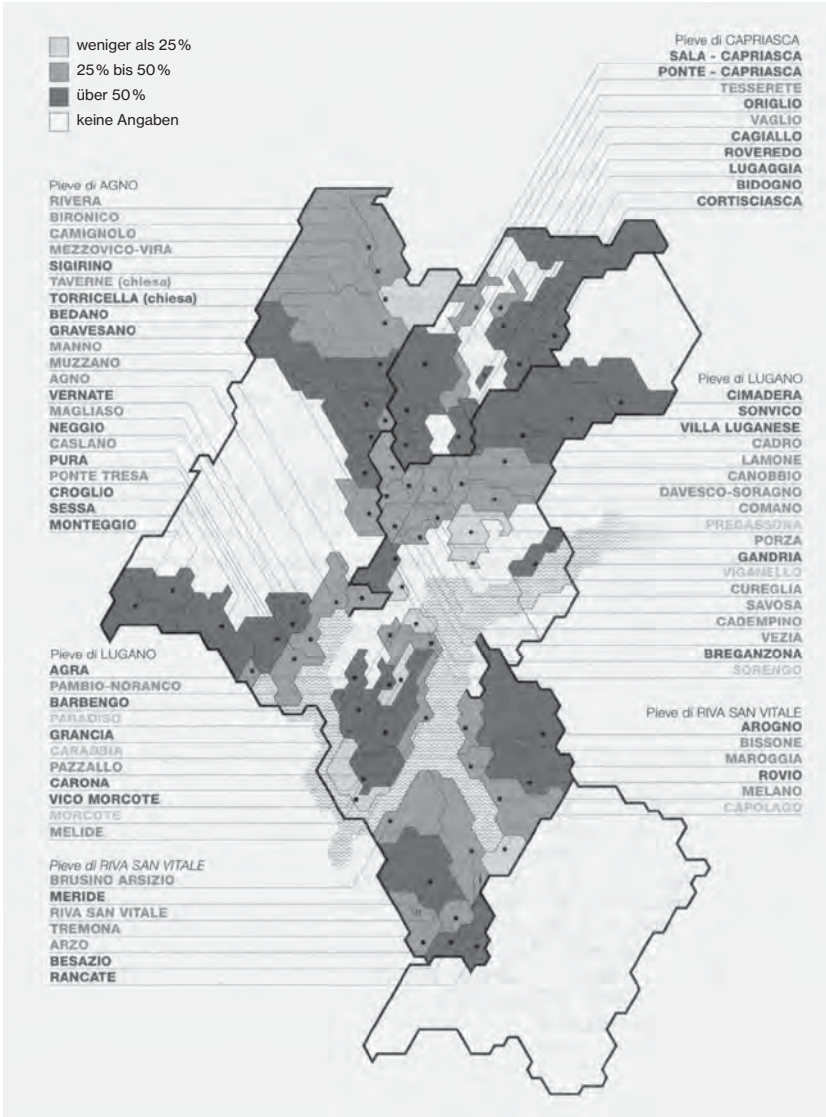 weniger als 25%
25% bis 50%
über 50%
keine Angaben
Pieve di CAPRIASCA
SALA - CAPRIASCA
PONTE - CAPRIASCA
TESSERETE
ORIGLIO
VAGLIO
CAGIALLO
ROVEREDO
LUGAGGIA
BIDOGNO
CORTISCIASCA
Pieve di AGNO
RIVERA
BIRONICO
CAMIGNOLO
MEZZOVICO-VIRA
SIGIRINO
TAVERNE (chiesa)
TORRICELLA (chiesa)
BEDANO
GRAVESANO
MANNO
MUZZANO
AGNO
VERNATE
MAGLIASO
NEGGIO
CASLANO
PURA
PONTE TRESA
CROGLIO
SESSA
MONTEGGIO
Pieve di LUGANO
CIMADERA
SONVICO
VILLA LUGANESE
CADRO
LAMONE
CANOBBIO
DAVESCO-SORAGNO
COMANO
PREGASSONA
PORZA
GANDRIA
VIGANELLO
CUREGLIA
SAVOSA
CADEMPINO
VEZIA
BREGANZONA
SORENGO
Pieve di LUGANO
AGRA
PAMBIO-NORANCO
BARBENGO
PARADISO
GRANCIA
CARABBIA
PAZZALLO
CARONA
VICO MORCOTE
MORCOTE
MELIDE
Pieve di RIVA SAN VITALE
AROGNO
BISSONE
MAROGGIA
ROVIO
MELANO
CAPOLAGO
Pieve di RIVA SAN VITALE
BRUSINO ARSIZIO
MERIDE
RIVA SAN VITALE
TREMONA
ARZO
BESAZIO
RANCATE